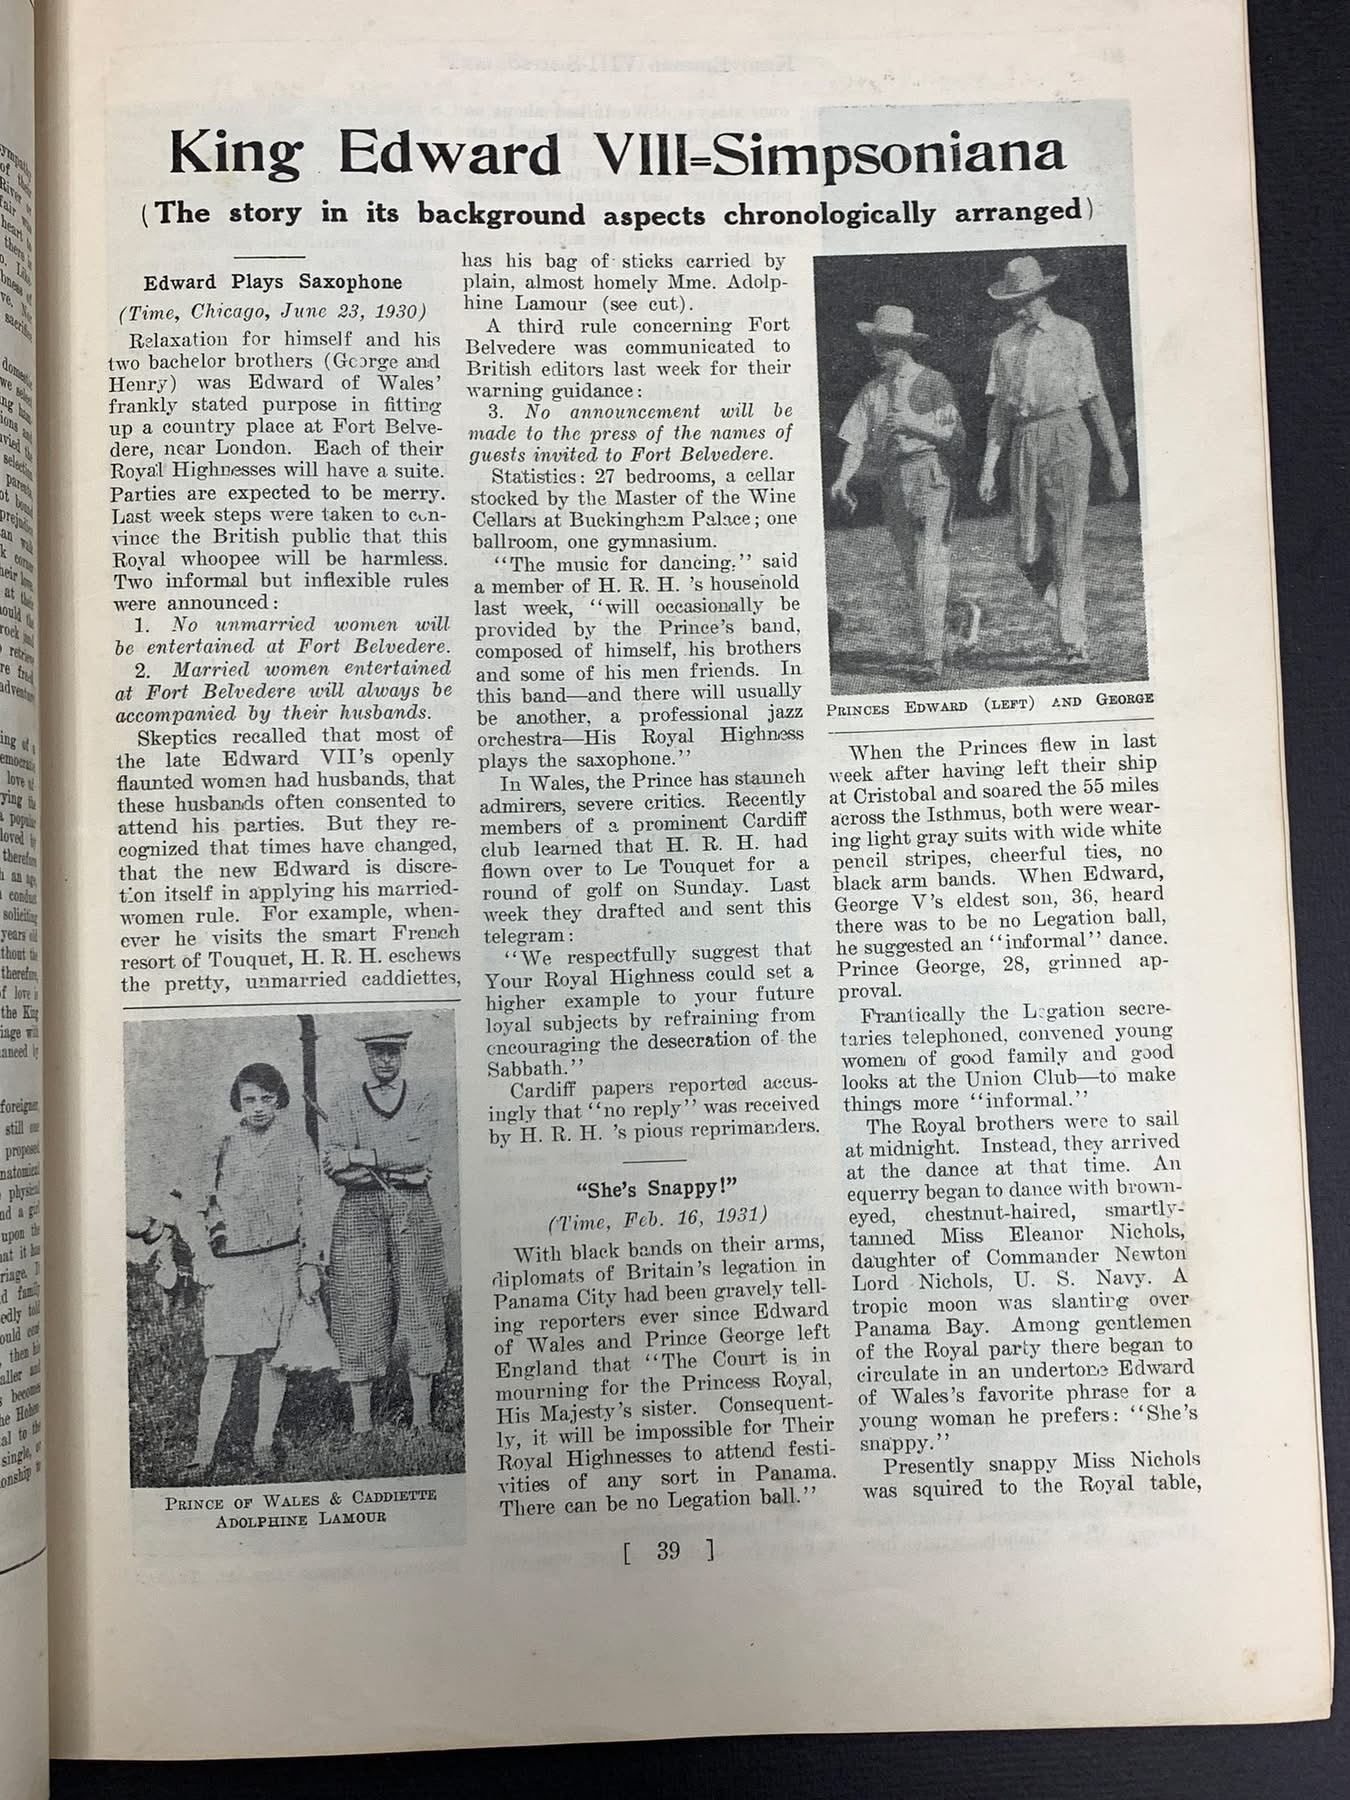 King Edward VIII=Simpsoniana
(The story in its background aspects chronologically arranged)
Edward Plays Saxophone
(Time, Chicago, June 23, 1930)
Relaxation for himself and his
two bachelor brothers (George and
Henry) was Edward of Wales'
frankly stated purpose in fitting
up a country place at Fort Belve-
dere, near London. Each of their
Royal Highnesses will have a suite.
Parties are expected to be merry.
Last week steps were taken to con-
vince the British public that this
Royal whoopee will be harmless.
Two informal but inflexible rules
were announced:
1. No unmarried women will
be entertained at Fort Belvedere.
2. Married women entertained
at Fort Belvedere will always be
accompanied by their husbands.
Skeptics recalled that most of
the late Edward VII's openly
flaunted women had husbands, that
these husbands often consented to
attend his parties. But they re-
cognized that times have changed,
that the new Edward is discre-
tion itself in applying his married-
women rule. For example, when-
ever he visits the smart French
resort of Touquet, H. R. H. eschews
the pretty, unmarried caddiettes,
PRINCE OF WALES & CADDIETTE
ADOLPHINE LAMOUR
has his bag of sticks carried by
plain, almost homely Mme. Adolp-
hine Lamour (see cut).
A third rule concerning Fort
Belvedere was communicated to
British editors last week for their
warning guidance:
3. No announcement will be
made to the press of the names of
guests invited to Fort Belvedere.
Statistics: 27 bedrooms, a cellar
stocked by the Master of the Wine
Cellars at Buckingham Palace; one
ballroom, one gymnasium.
"The music for dancing," said
a member of H. R. H. 's household
last week, "will occasionally be
provided by the Prince's band,
composed of himself, his brothers
and some of his men friends. In
this band—and there will usually
be another, a professional jazz
orchestra—His Royal Highness
plays the saxophone."
In Wales, the Prince has staunch
admirers, severe critics. Recently
members of a prominent Cardiff
club learned that H. R. H. had
flown over to Le Touquet for a
round of golf on Sunday. Last
week they drafted and sent this
telegram:
"We respectfully suggest that
Your Royal Highness could set a
higher example to your future
loyal subjects by refraining from
encouraging the desecration of the
Sabbath."
Cardiff papers reported accus-
ingly that "no reply" was received
by H. R. H. 's pious reprimanders.
"She's Snappy!"
(Time, Feb. 16, 1931)
With black bands on their arms,
diplomats of Britain's legation in
Panama City had been gravely tell-
ing reporters ever since Edward
of Wales and Prince George left
England that "The Court is in
mourning for the Princess Royal,
His Majesty's sister. Consequent-
ly, it will be impossible for Their
Royal Highnesses to attend festi-
vities of any sort in Panama.
There can be no Legation ball."
PRINCES EDWARD (LEFT) AND GEORGE
When the Princes flew in last
week after having left their ship
at Cristobal and soared the 55 miles
across the Isthmus, both were wear-
ing light gray suits with wide white
pencil stripes, cheerful ties, no
black arm bands. When Edward,
George V's eldest son, 36, heard
there was to be no Legation ball,
he suggested an "informal" dance.
Prince George, 28, grinned ap-
proval.
Frantically the Legation secre-
taries telephoned, convened young
women of good family and good
looks at the Union Club—to make
things more "informal."
The Royal brothers were to sail
at midnight. Instead, they arrived
at the dance at that time. An
equerry began to dance with brown-
eyed, chestnut-haired, smartly-
tanned Miss Eleanor Nichols,
daughter of Commander Newton
Lord Nichols, U. S. Navy. A
tropic moon was slanting over
Panama Bay. Among gentlemen
of the Royal party there began to
circulate in an undertone Edward
of Wales's favorite phrase for a
young woman he prefers: "She's
snappy."
Presently snappy Miss Nichols
was squired to the Royal table,
[ 39 ]